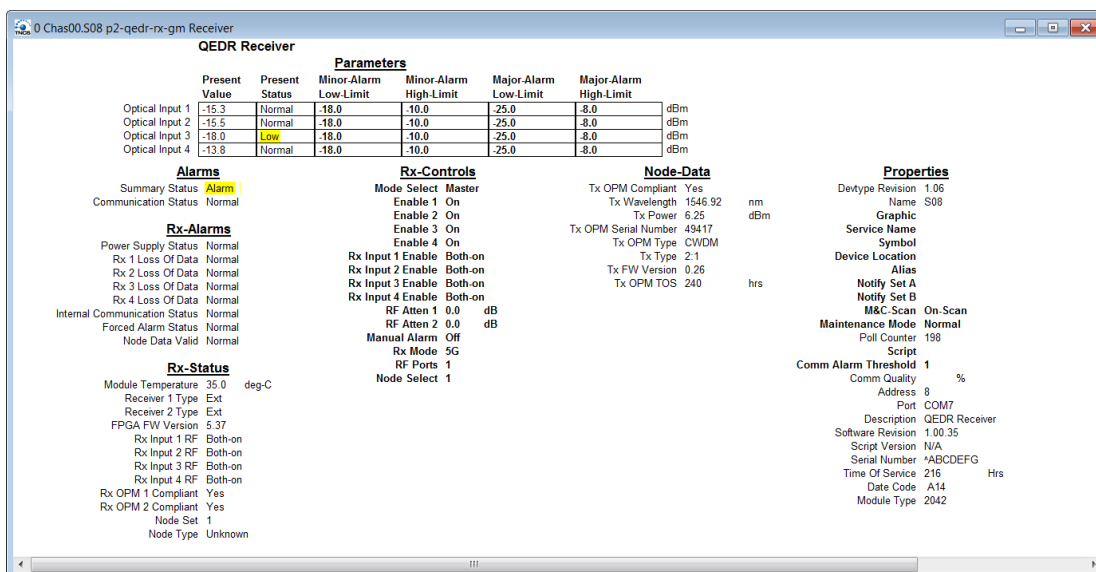 TNCS 0 Chas00.S08 p2-qedr-rx-gm Receiver
QEDR Receiver
Parameters
Present Present Minor-Alarm Minor-Alarm Major-Alarm Major-Alarm
Value Status Low-Limit High-Limit Low-Limit High-Limit
Optical Input 1 -15.3 Normal -18.0 -10.0 -25.0 -8.0 dBm
Optical Input 2 -15.5 Normal -18.0 -10.0 -25.0 -8.0 dBm
Optical Input 3 -18.0 Low -18.0 -10.0 -25.0 -8.0 dBm
Optical Input 4 -13.8 Normal -18.0 -10.0 -25.0 -8.0 dBm
Alarms
Summary Status Alarm
Communication Status Normal
Rx-Alarms
Power Supply Status Normal
Rx 1 Loss Of Data Normal
Rx 2 Loss Of Data Normal
Rx 3 Loss Of Data Normal
Rx 4 Loss Of Data Normal
Internal Communication Status Normal
Forced Alarm Status Normal
Node Data Valid Normal
Rx-Status
Module Temperature 35.0 deg-C
Receiver 1 Type Ext
Receiver 2 Type Ext
FPGA FW Version 5.37
Rx Input 1 RF Both-on
Rx Input 2 RF Both-on
Rx Input 3 RF Both-on
Rx Input 4 RF Both-on
Rx OPM 1 Compliant Yes
Rx OPM 2 Compliant Yes
Node Set 1
Node Type Unknown
Rx-Controls
Mode Select Master
Enable 1 On
Enable 2 On
Enable 3 On
Enable 4 On
Rx Input 1 Enable Both-on
Rx Input 2 Enable Both-on
Rx Input 3 Enable Both-on
Rx Input 4 Enable Both-on
RF Atten 1 0.0 dB
RF Atten 2 0.0 dB
Manual Alarm Off
Rx Mode 5G
RF Ports 1
Node Select 1
Node-Data
Tx OPM Compliant Yes
Tx Wavelength 1546.92 nm
Tx Power 6.25 dBm
Tx OPM Serial Number 49417
Tx OPM Type CWDM
Tx Type 2:1
Tx FW Version 0.26
Tx OPM TOS 240 hrs
Properties
Devtype Revision 1.06
Name S08
Graphic
Service Name
Symbol
Device Location
Alias
Notify Set A
Notify Set B
M&C-Scan On-Scan
Maintenance Mode Normal
Poll Counter 198
Script
Comm Alarm Threshold 1
Comm Quality %
Address 8
Port COM7
Description QEDR Receiver
Software Revision 1.00.35
Script Version N/A
Serial Number ^ABCDEFG
Time Of Service 216 Hrs
Date Code A14
Module Type 2042